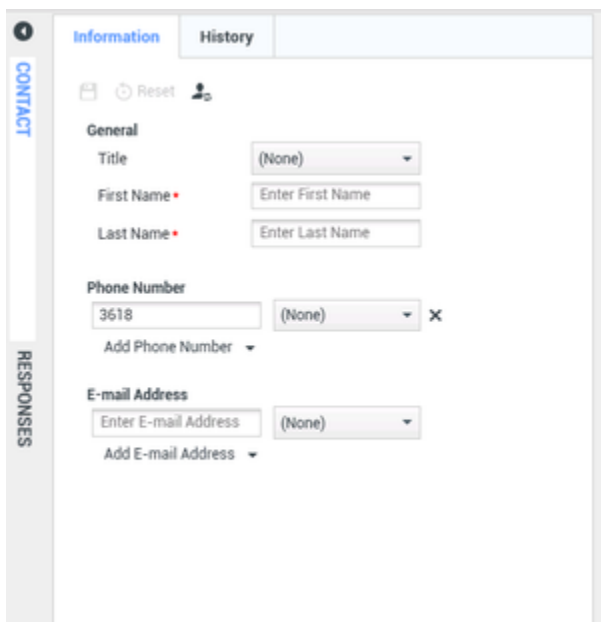 Information History
CONTACT
Reset
General
Title (None)
First Name• Enter First Name
Last Name• Enter Last Name
Phone Number
3618 (None)
Add Phone Number
RESPONSES
E-mail Address
Enter E-mail Address (None)
Add E-mail Address